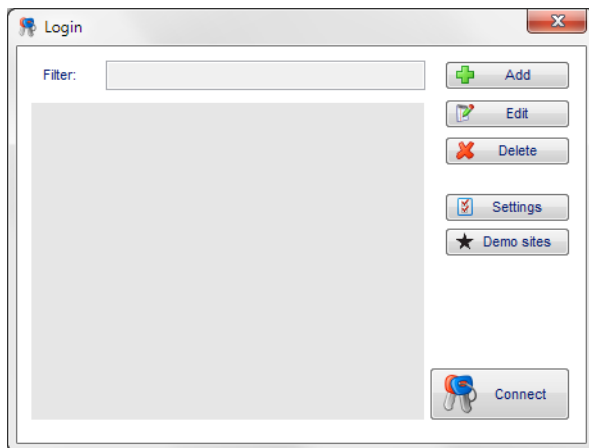 Login
Filter:
Add
Edit
Delete
Settings
Demo sites
Connect